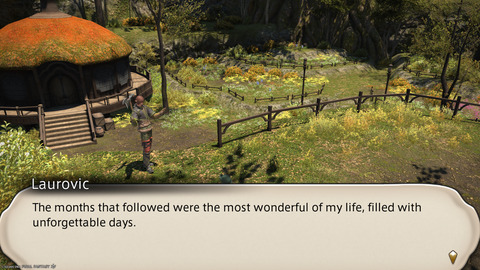 Laurovic
The months that followed were the most wonderful of my life, filled with
unforgettable days.